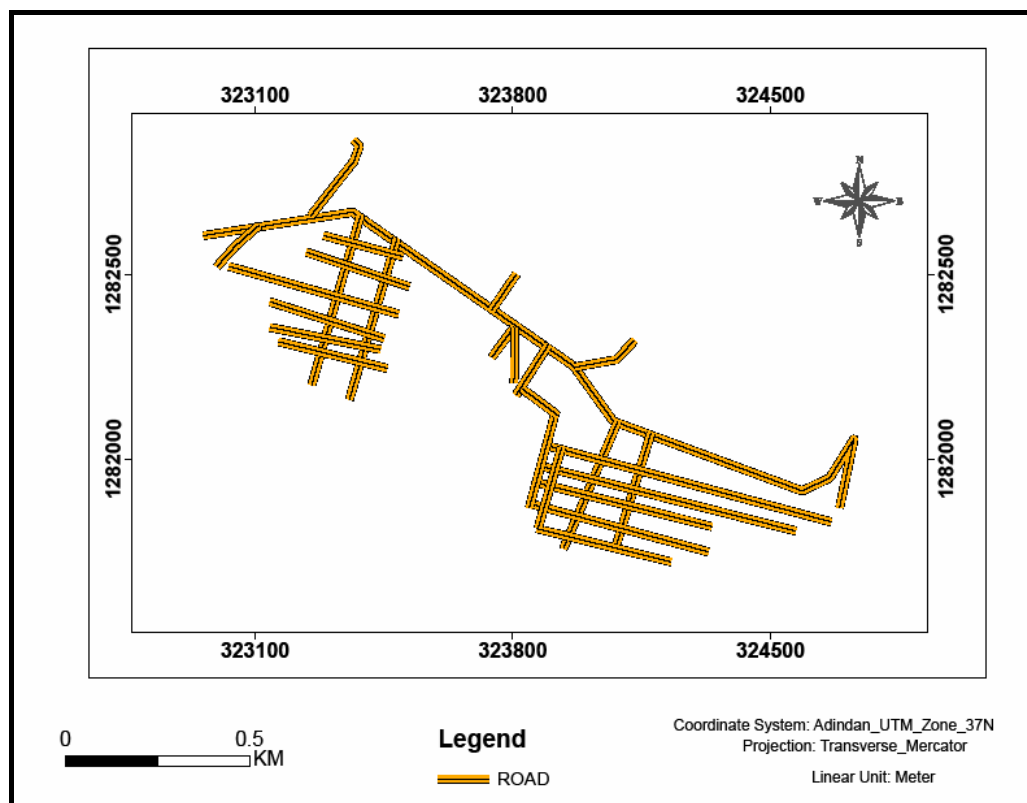 323100 323800 324500
N
W E
S
1282500 1282500
1282000 1282000
323100 323800 324500
0 0.5
KM
Legend
ROAD
Coordinate System: Adindan_UTM_Zone_37N
Projection: Transverse_Mercator
Linear Unit: Meter